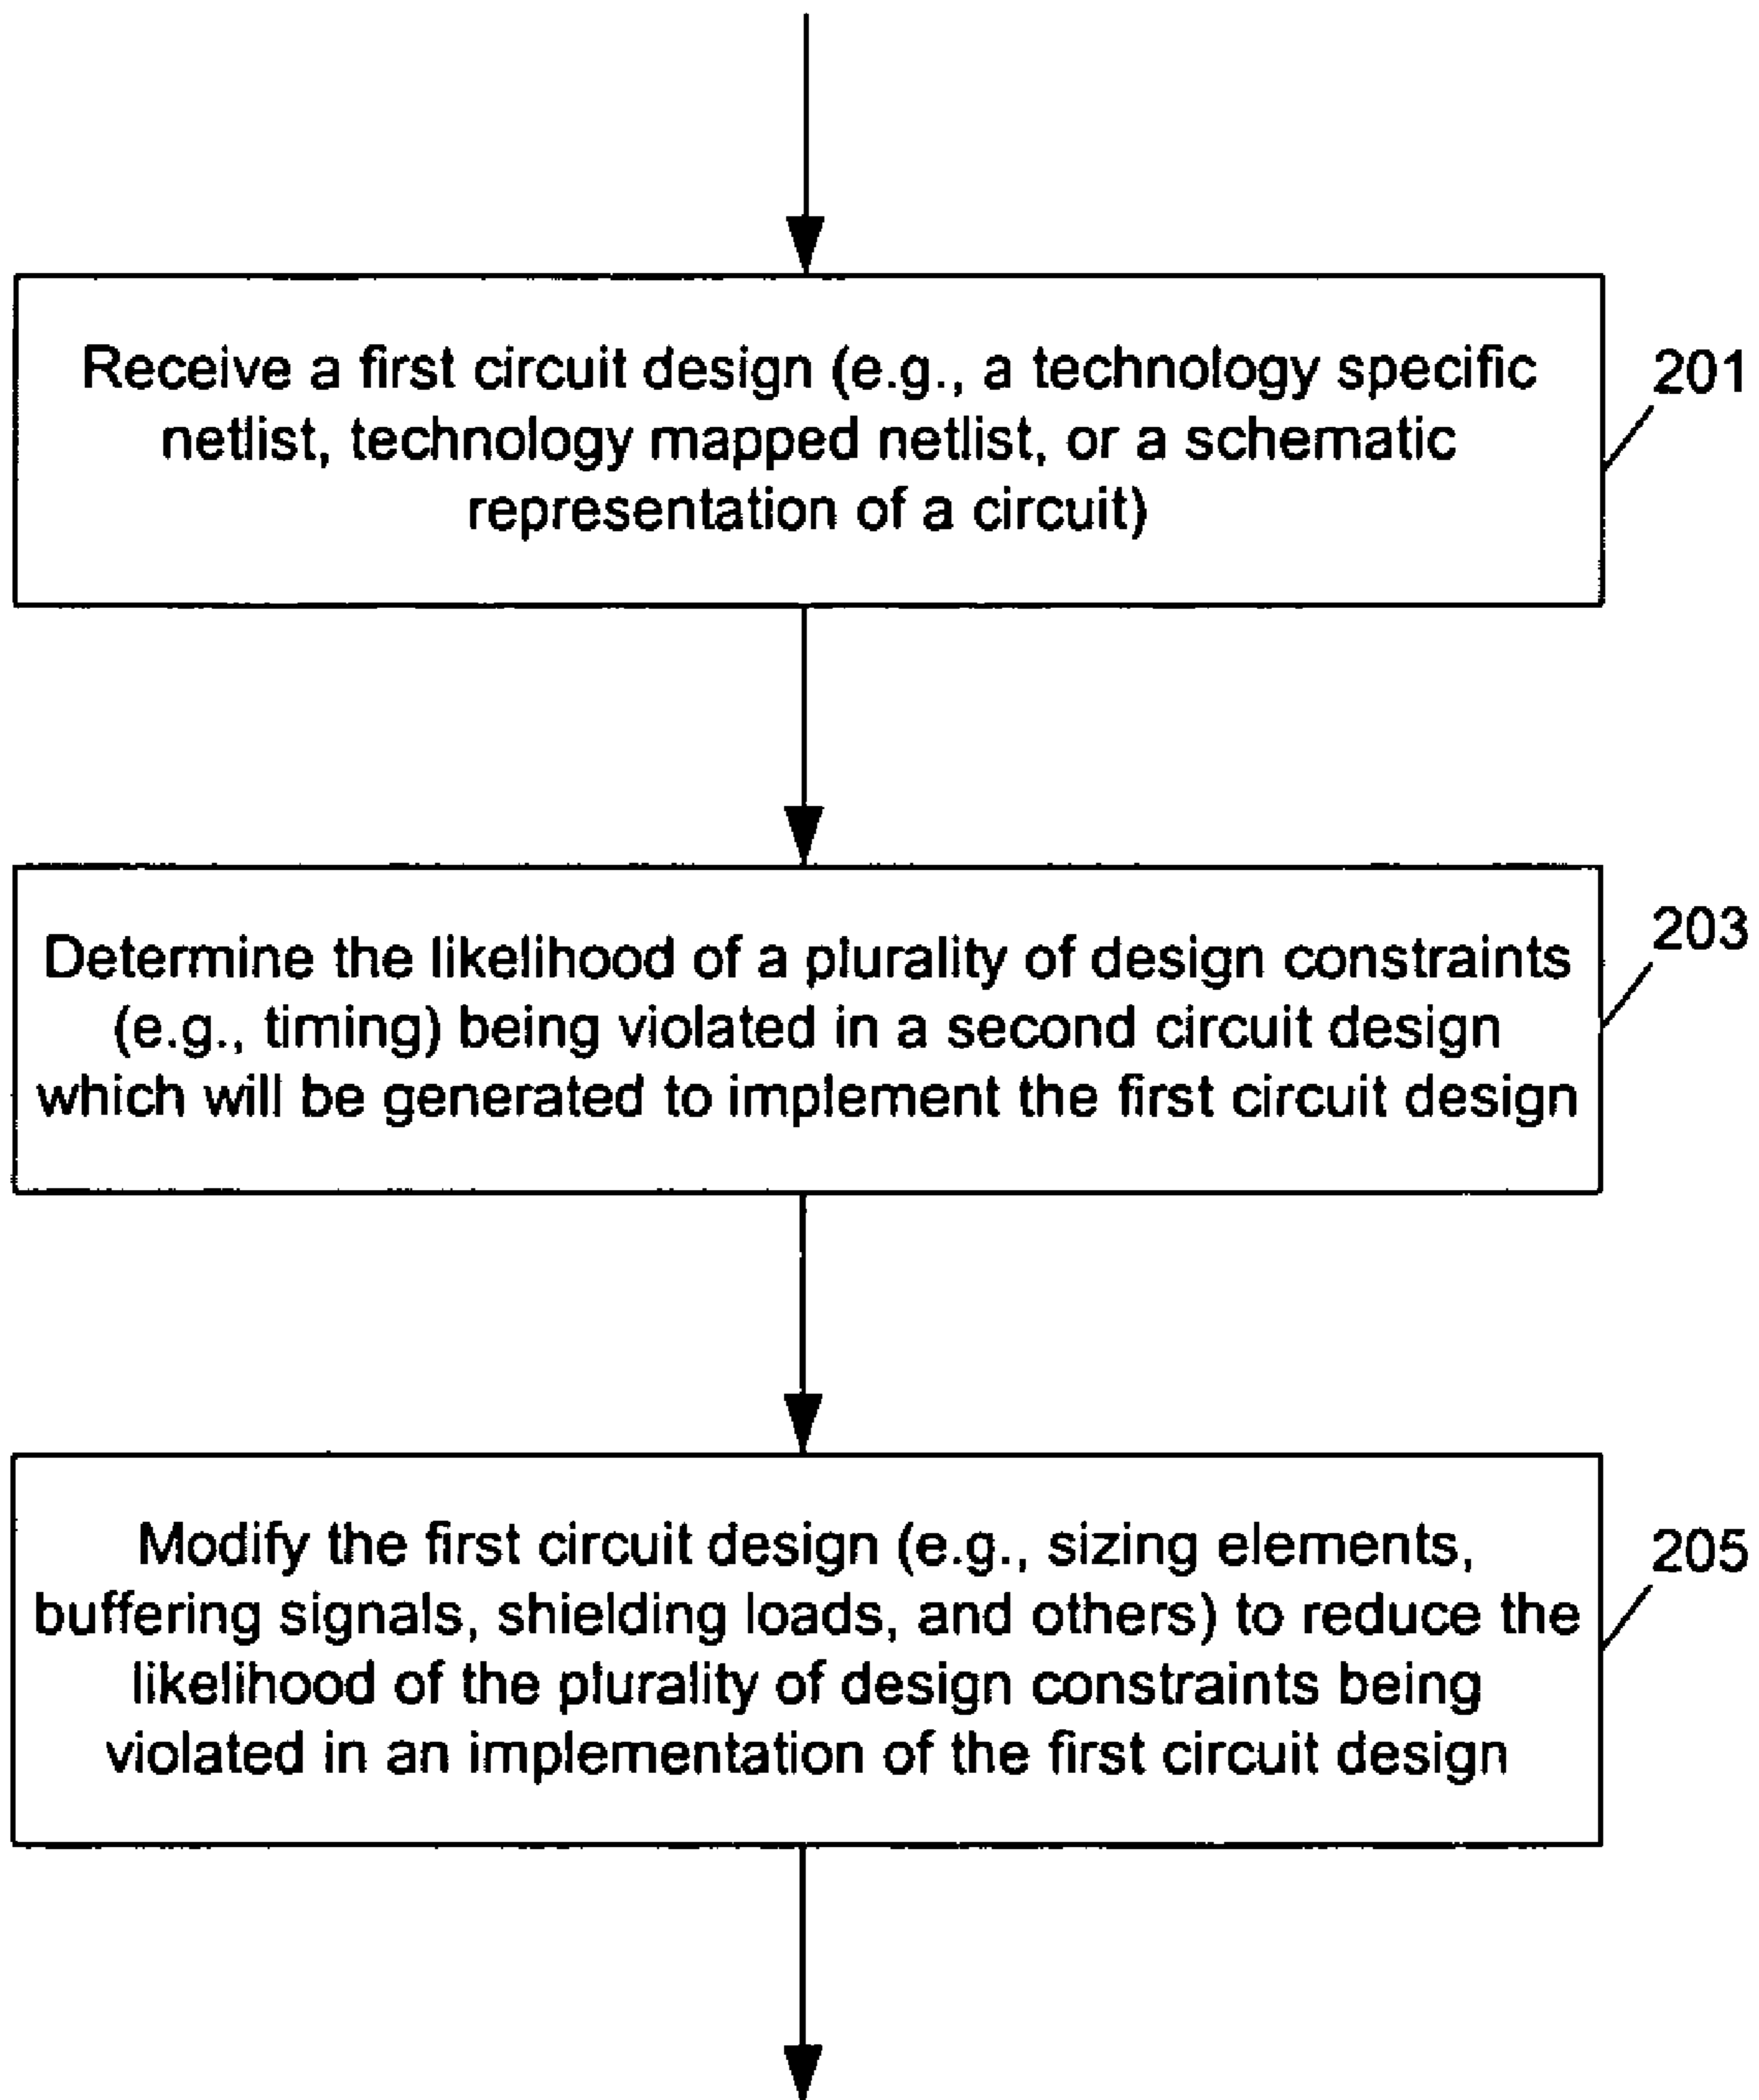 Receive a first circuit design (e.g., a technology specific
netlist, technology mapped netlist, or a schematic
representation of a circuit)
201
Determine the likelihood of a plurality of design constraints
(e.g., timing) being violated in a second circuit design
which will be generated to implement the first circuit design
203
Modify the first circuit design (e.g., sizing elements,
buffering signals, shielding loads, and others) to reduce the
likelihood of the plurality of design constraints being
violated in an implementation of the first circuit design
205